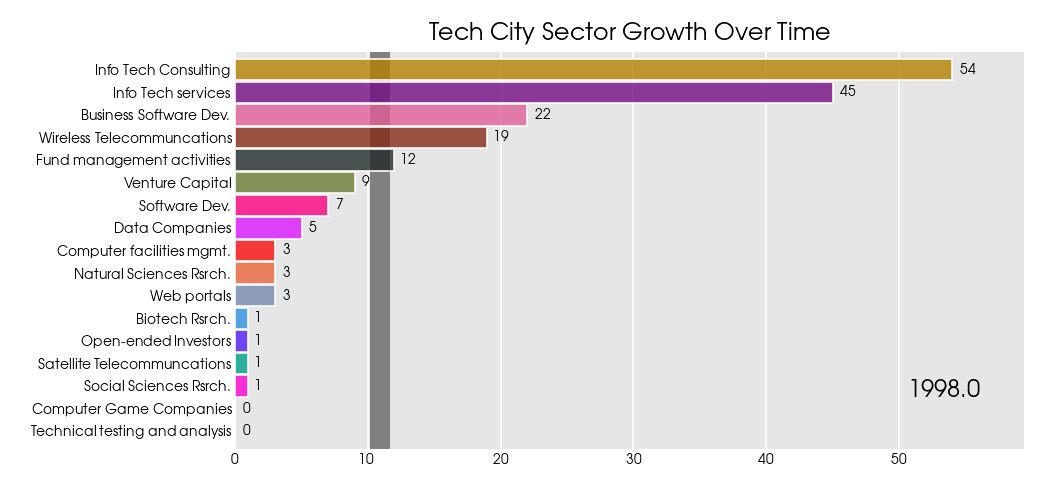 Tech City Sector Growth Over Time
Info Tech Consulting 54
Info Tech services 45
Business Software Dev. 22
Wireless Telecommuncations 19
Fund management activities 12
Venture Capital 9
Software Dev. 7
Data Companies 5
Computer facilities mgmt. 3
Natural Sciences Rsrch. 3
Web portals 3
Biotech Rsrch. 1
Open-ended Investors 1
Satellite Telecommuncations 1
Social Sciences Rsrch. 1
1998.0
Computer Game Companies 0
Technical testing and analysis 0
0 10 20 30 40 50